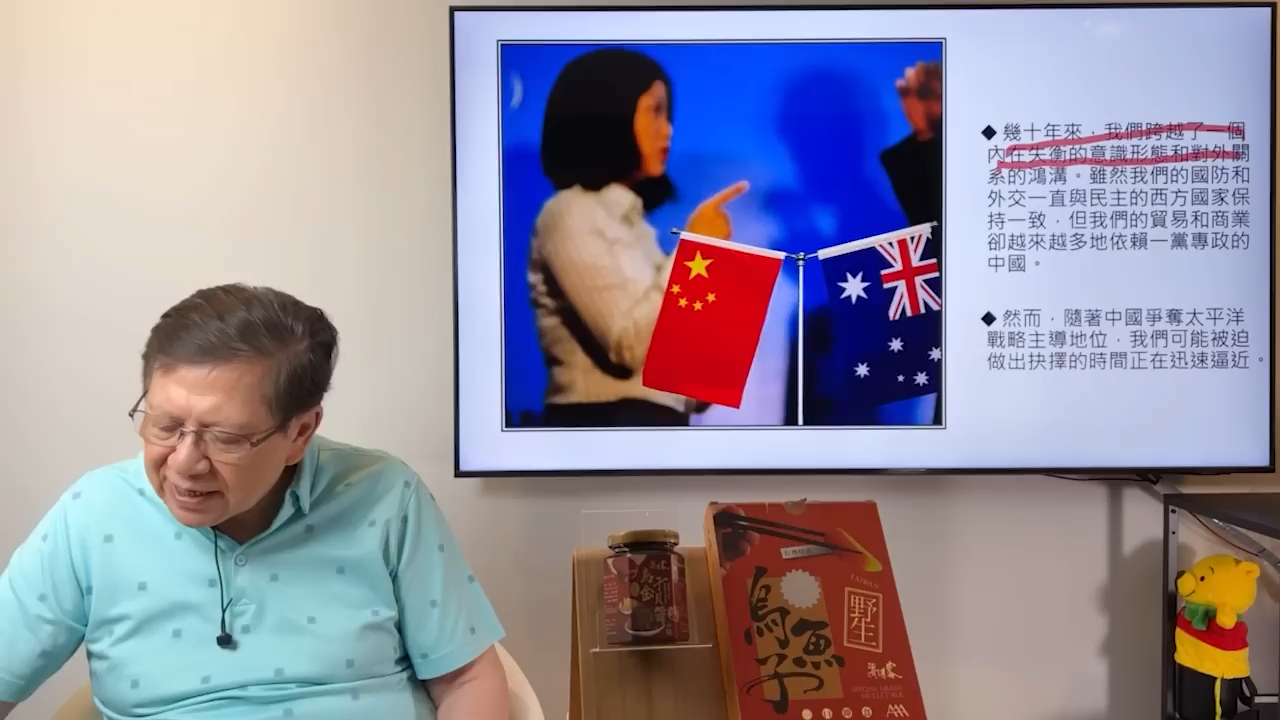 ◆ 幾十年來，我們跨越了一個
內在失衡的意識形態和對外關
系的鴻溝。雖然我們的國防和
外交一直與民主的西方國家保
持一致，但我們的貿易和商業
卻越來越多地依賴一黨專政的
中國。
◆ 然而，隨著中國爭奪太平洋
戰略主導地位，我們可能被迫
做出抉擇的時間正在迅速逼近。
TAIWAN
野生
烏魚子
SPECIAL GRADE
MULLET ROE